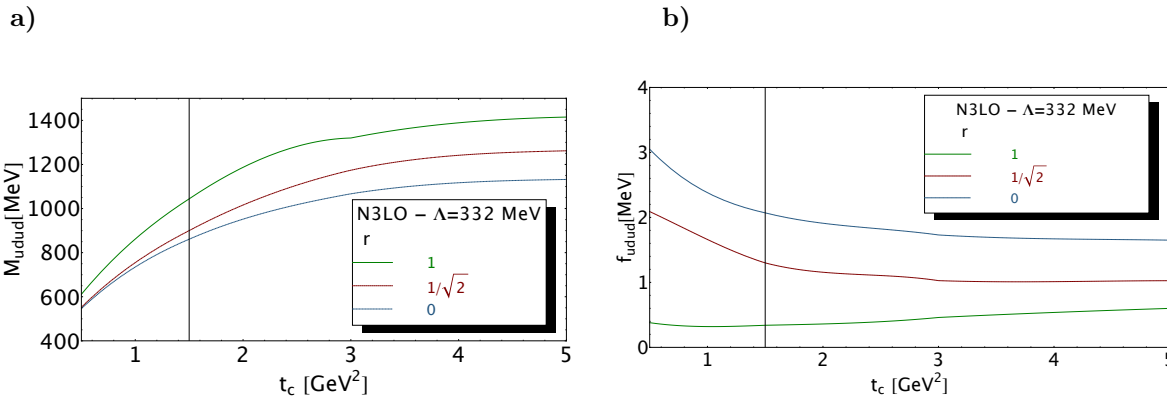 a)
b)
M_udud[MeV]
1400
1200
1000
800
600
400
N3LO – Λ=332 MeV
r
1
1/√2
0
1
2
3
4
5
t_c [GeV²]
f_udud[MeV]
4
3
2
1
0
N3LO – Λ=332 MeV
r
1
1/√2
0
1
2
3
4
5
t_c [GeV²]